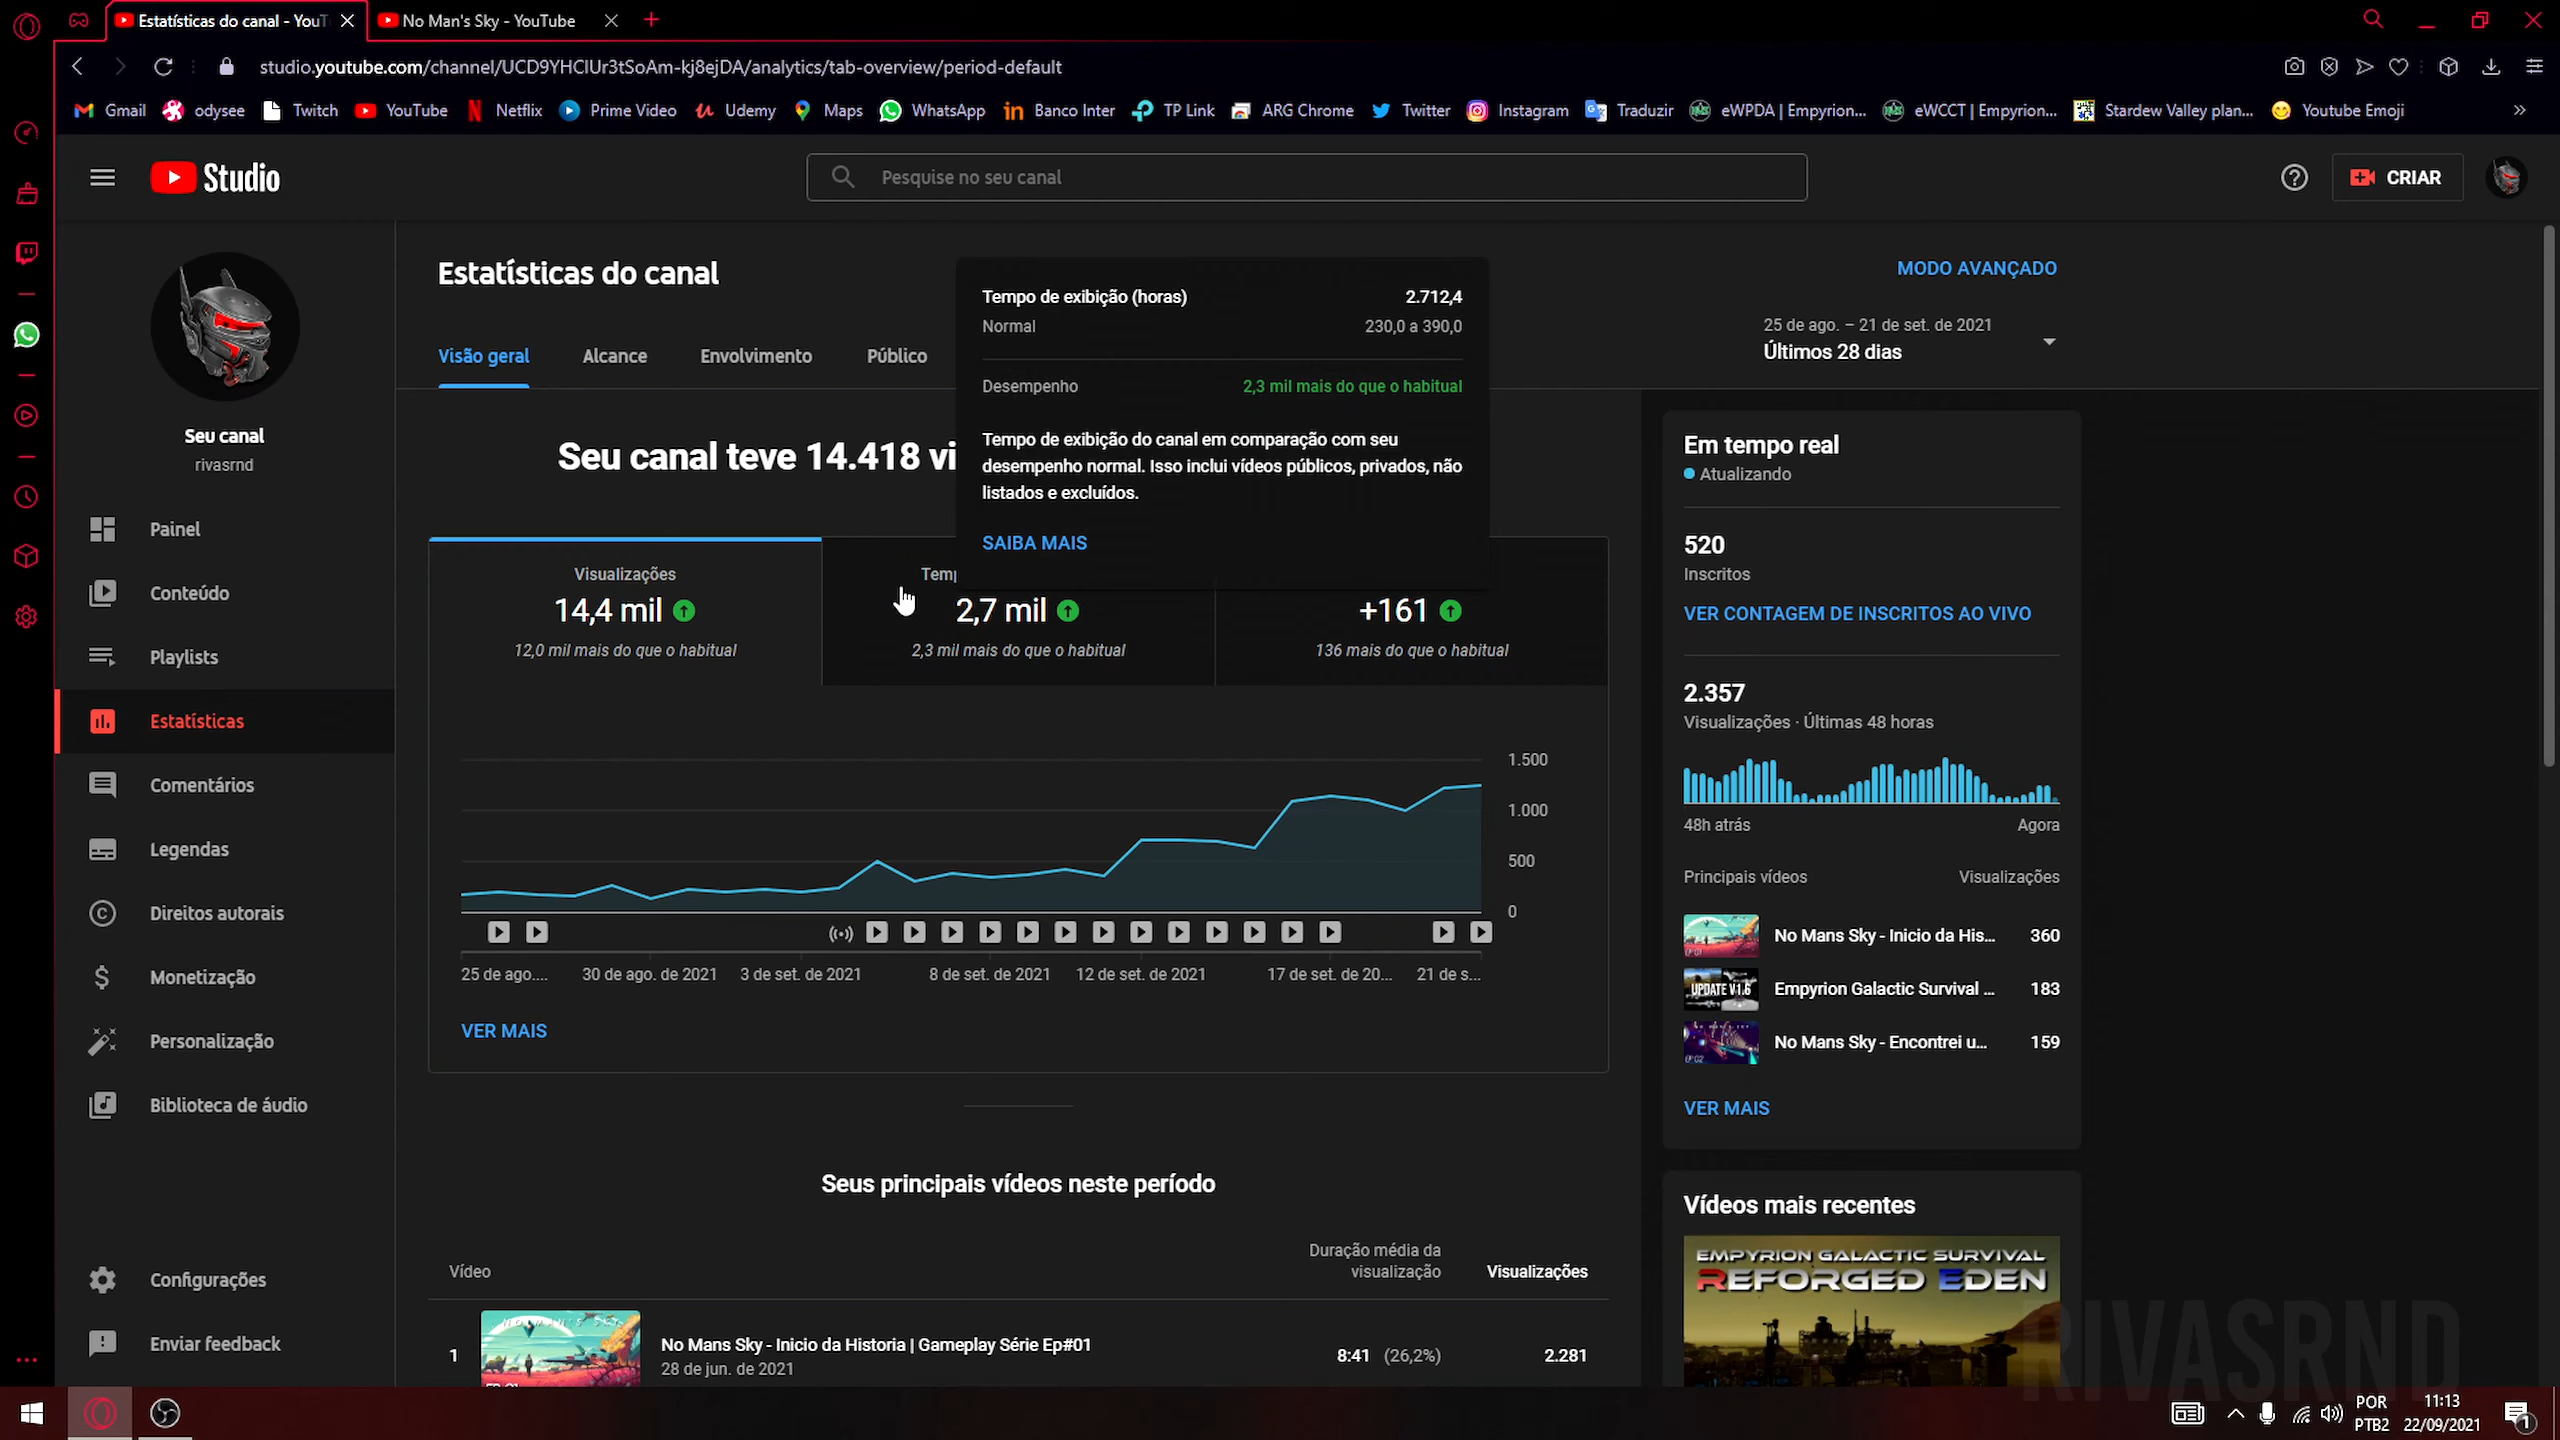 Estatísticas do canal - YouT
No Man's Sky - YouTube
studio.youtube.com/channel/UCD9YHCIUr3tSoAm-kj8ejDA/analytics/tab-overview/period-default
Gmail
odysee
Twitch
YouTube
Netflix
Prime Video
Udemy
Maps
WhatsApp
Banco Inter
TP Link
ARG Chrome
Twitter
Instagram
Traduzir
eWPDA | Empyrion...
eWCCT | Empyrion...
Stardew Valley plan...
Youtube Emoji
Studio
Pesquise no seu canal
CRIAR
Seu canal
rivasrnd
Painel
Conteúdo
Playlists
Estatísticas
Comentários
Legendas
Direitos autorais
Monetização
Personalização
Biblioteca de áudio
Configurações
Enviar feedback
Estatísticas do canal
MODO AVANÇADO
Visão geral
Alcance
Envolvimento
Público
25 de ago. – 21 de set. de 2021
Últimos 28 dias
Tempo de exibição (horas) 2.712,4
Normal 230,0 a 390,0
Desempenho 2,3 mil mais do que o habitual
Tempo de exibição do canal em comparação com seu
desempenho normal. Isso inclui vídeos públicos, privados, não
listados e excluídos.
SAIBA MAIS
Seu canal teve 14.418 vi
Visualizações
14,4 mil
12,0 mil mais do que o habitual
Temp
2,7 mil
2,3 mil mais do que o habitual
+161
136 mais do que o habitual
1.500
1.000
500
0
25 de ago.... 30 de ago. de 2021 3 de set. de 2021 8 de set. de 2021 12 de set. de 2021 17 de set. de 20... 21 de s...
VER MAIS
Seus principais vídeos neste período
Vídeo
Duração média da
visualização
Visualizações
1
NO MAN'S SKY
No Mans Sky - Inicio da Historia | Gameplay Série Ep#01
28 de jun. de 2021
8:41 (26,2%)
2.281
Em tempo real
Atualizando
520
Inscritos
VER CONTAGEM DE INSCRITOS AO VIVO
2.357
Visualizações · Últimas 48 horas
48h atrás Agora
Principais vídeos Visualizações
No Mans Sky - Inicio da His... 360
UPDATE V1.6
Empyrion Galactic Survival ... 183
EP 02
No Mans Sky - Encontrei u... 159
VER MAIS
Vídeos mais recentes
EMPYRION GALACTIC SURVIVAL
REFORGED EDEN
RIVASRND
POR
PTB2
11:13
22/09/2021
1